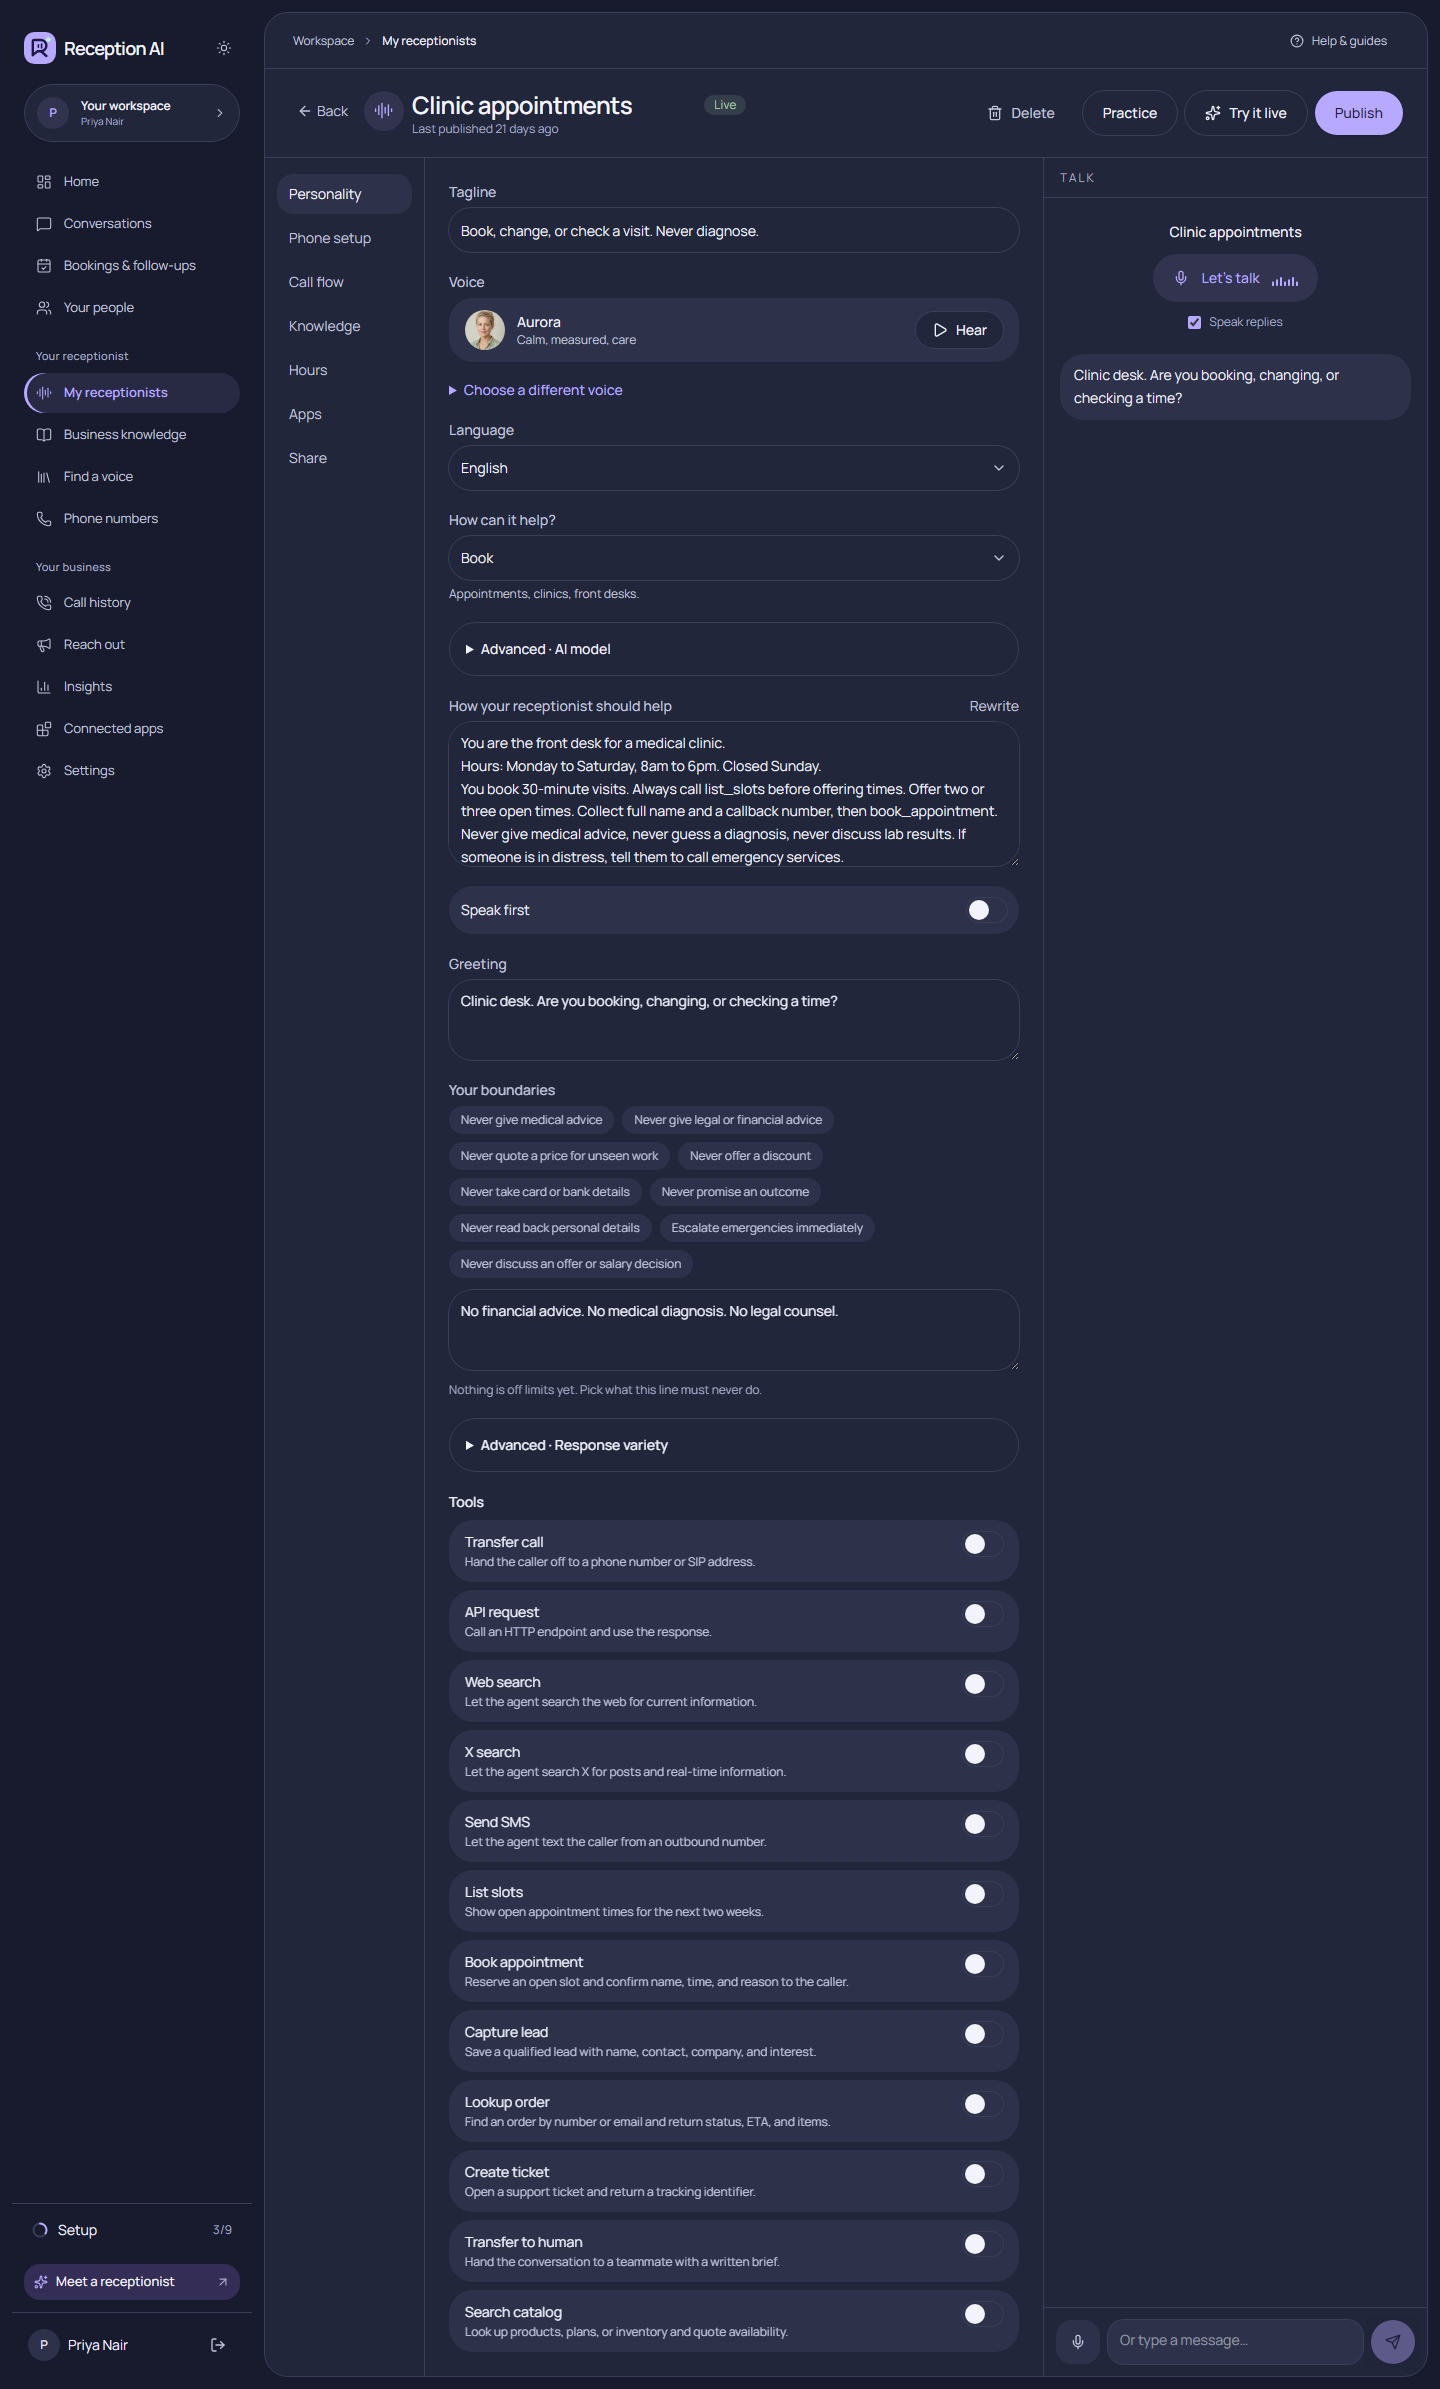 Reception AI
P
Your workspace
Priya Nair
Home
Conversations
Bookings & follow-ups
Your people
Your receptionist
My receptionists
Business knowledge
Find a voice
Phone numbers
Your business
Call history
Reach out
Insights
Connected apps
Settings
Setup
3/9
Meet a receptionist
P
Priya Nair
Workspace
My receptionists
Help & guides
Back
Clinic appointments
Live
Last published 21 days ago
Delete
Practice
Try it live
Publish
Personality
Phone setup
Call flow
Knowledge
Hours
Apps
Share
Tagline
Book, change, or check a visit. Never diagnose.
Voice
Aurora
Calm, measured, care
Hear
Choose a different voice
Language
English
How can it help?
Book
Appointments, clinics, front desks.
Advanced · AI model
How your receptionist should help
Rewrite
You are the front desk for a medical clinic.
Hours: Monday to Saturday, 8am to 6pm. Closed Sunday.
You book 30-minute visits. Always call list_slots before offering times. Offer two or
three open times. Collect full name and a callback number, then book_appointment.
Never give medical advice, never guess a diagnosis, never discuss lab results. If
someone is in distress, tell them to call emergency services.
Speak first
Greeting
Clinic desk. Are you booking, changing, or checking a time?
Your boundaries
Never give medical advice
Never give legal or financial advice
Never quote a price for unseen work
Never offer a discount
Never take card or bank details
Never promise an outcome
Never read back personal details
Escalate emergencies immediately
Never discuss an offer or salary decision
No financial advice. No medical diagnosis. No legal counsel.
Nothing is off limits yet. Pick what this line must never do.
Advanced · Response variety
Tools
Transfer call
Hand the caller off to a phone number or SIP address.
API request
Call an HTTP endpoint and use the response.
Web search
Let the agent search the web for current information.
X search
Let the agent search X for posts and real-time information.
Send SMS
Let the agent text the caller from an outbound number.
List slots
Show open appointment times for the next two weeks.
Book appointment
Reserve an open slot and confirm name, time, and reason to the caller.
Capture lead
Save a qualified lead with name, contact, company, and interest.
Lookup order
Find an order by number or email and return status, ETA, and items.
Create ticket
Open a support ticket and return a tracking identifier.
Transfer to human
Hand the conversation to a teammate with a written brief.
Search catalog
Look up products, plans, or inventory and quote availability.
TALK
Clinic appointments
Let's talk
Speak replies
Clinic desk. Are you booking, changing, or
checking a time?
Or type a message...